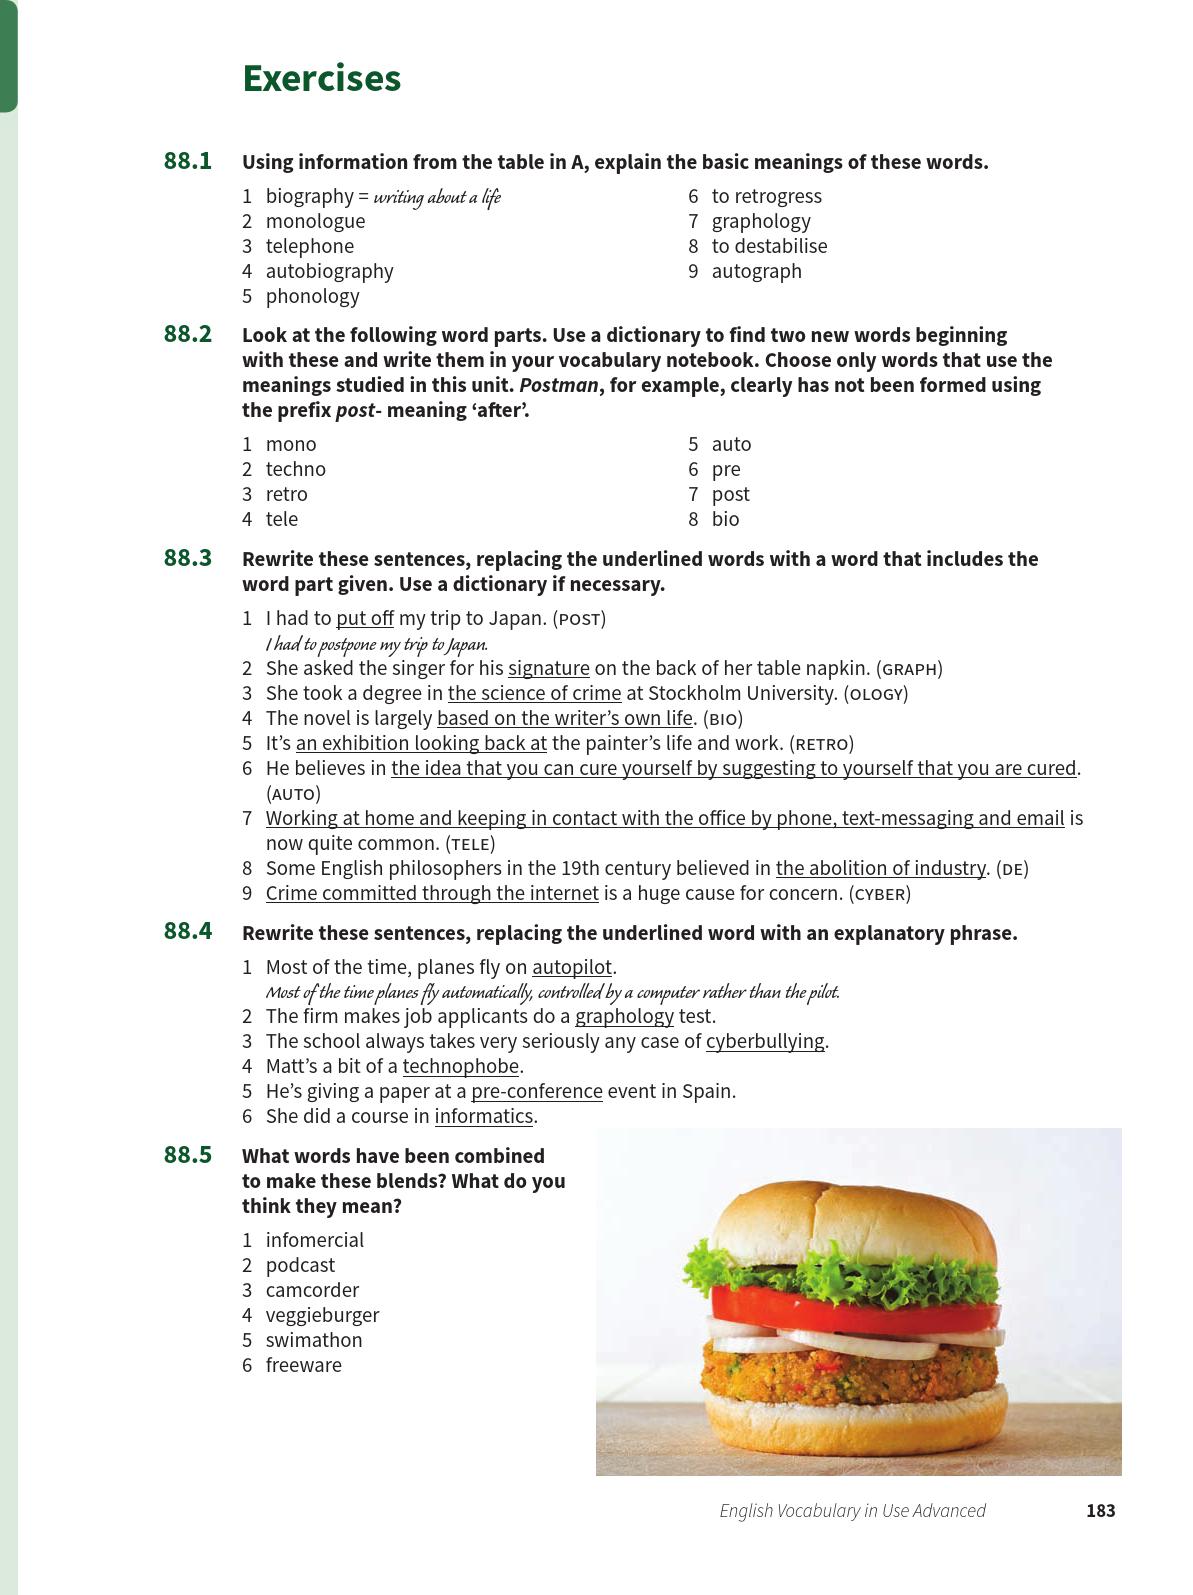 Exercises
88.1 Using information from the table in A, explain the basic meanings of these words.
1 biography = writing about a life
2 monologue
3 telephone
4 autobiography
5 phonology
6 to retrogress
7 graphology
8 to destabilise
9 autograph
88.2 Look at the following word parts. Use a dictionary to find two new words beginning
with these and write them in your vocabulary notebook. Choose only words that use the
meanings studied in this unit. Postman, for example, clearly has not been formed using
the prefix post- meaning ‘after’.
1 mono
2 techno
3 retro
4 tele
5 auto
6 pre
7 post
8 bio
88.3 Rewrite these sentences, replacing the underlined words with a word that includes the
word part given. Use a dictionary if necessary.
1 I had to put off my trip to Japan. (POST)
I had to postpone my trip to Japan.
2 She asked the singer for his signature on the back of her table napkin. (GRAPH)
3 She took a degree in the science of crime at Stockholm University. (OLOGY)
4 The novel is largely based on the writer’s own life. (BIO)
5 It’s an exhibition looking back at the painter’s life and work. (RETRO)
6 He believes in the idea that you can cure yourself by suggesting to yourself that you are cured.
(AUTO)
7 Working at home and keeping in contact with the office by phone, text-messaging and email is
now quite common. (TELE)
8 Some English philosophers in the 19th century believed in the abolition of industry. (DE)
9 Crime committed through the internet is a huge cause for concern. (CYBER)
88.4 Rewrite these sentences, replacing the underlined word with an explanatory phrase.
1 Most of the time, planes fly on autopilot.
Most of the time planes fly automatically, controlled by a computer rather than the pilot.
2 The firm makes job applicants do a graphology test.
3 The school always takes very seriously any case of cyberbullying.
4 Matt’s a bit of a technophobe.
5 He’s giving a paper at a pre-conference event in Spain.
6 She did a course in informatics.
88.5 What words have been combined
to make these blends? What do you
think they mean?
1 infomercial
2 podcast
3 camcorder
4 veggieburger
5 swimathon
6 freeware
English Vocabulary in Use Advanced 183